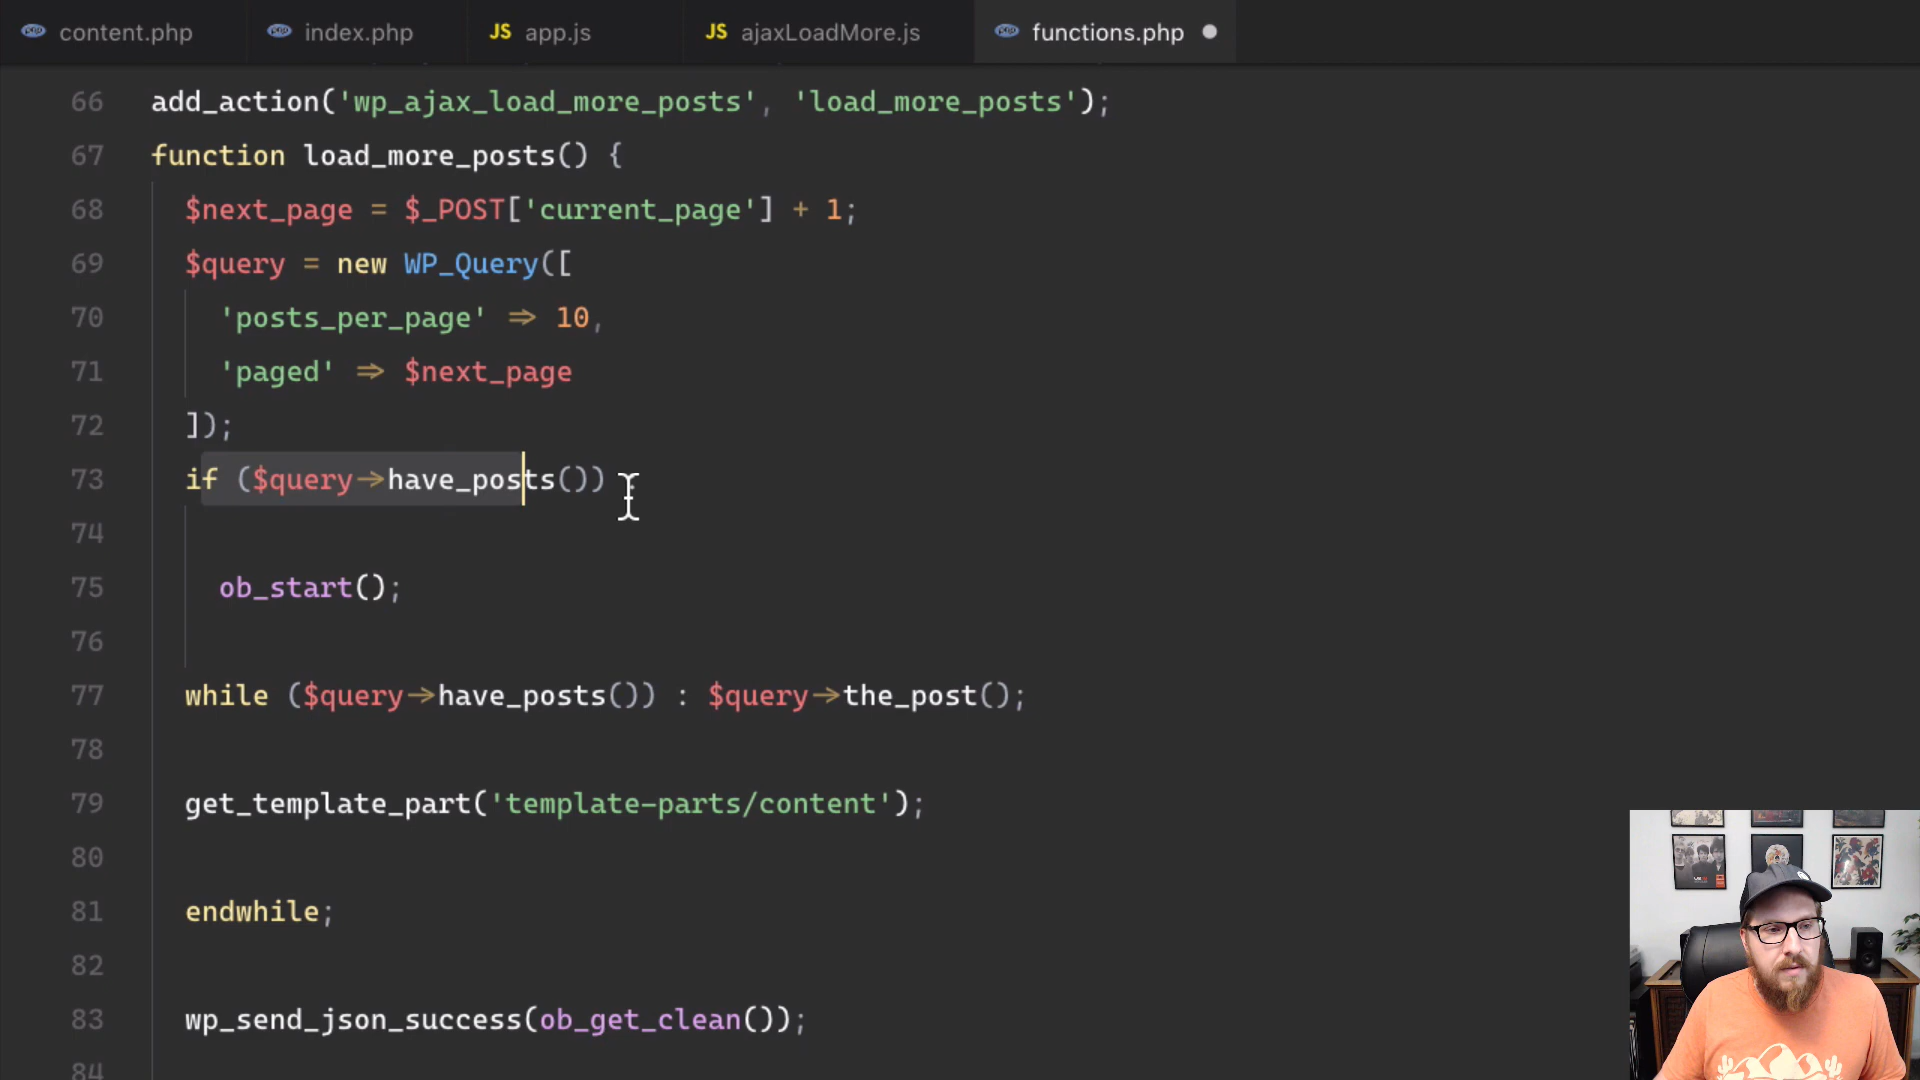 content.php
index.php
JS app.js
JS ajaxLoadMore.js
functions.php
66 add_action('wp_ajax_load_more_posts', 'load_more_posts');
67 function load_more_posts() {
68 $next_page = $_POST['current_page'] + 1;
69 $query = new WP_Query([
70 'posts_per_page' => 10,
71 'paged' => $next_page
72 ]);
73 if ($query->have_posts()) :
74
75 ob_start();
76
77 while ($query->have_posts()) : $query->the_post();
78
79 get_template_part('template-parts/content');
80
81 endwhile;
82
83 wp_send_json_success(ob_get_clean());
84